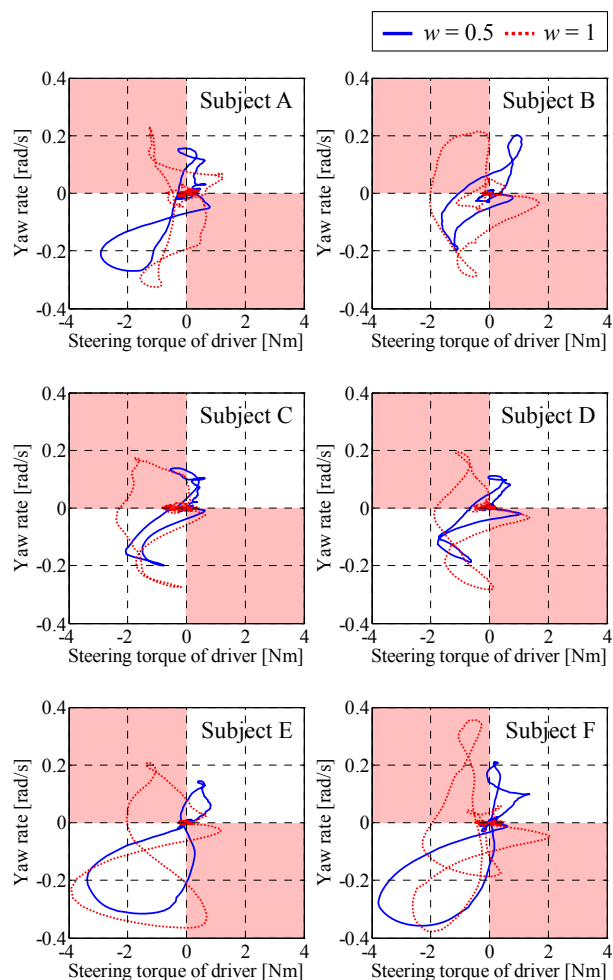 w = 0.5 w = 1
0.4
0.2
0
-0.2
-0.4
-4 -2 0 2 4
Yaw rate [rad/s]
Steering torque of driver [Nm]
Subject A
0.4
0.2
0
-0.2
-0.4
-4 -2 0 2 4
Yaw rate [rad/s]
Steering torque of driver [Nm]
Subject B
0.4
0.2
0
-0.2
-0.4
-4 -2 0 2 4
Yaw rate [rad/s]
Steering torque of driver [Nm]
Subject C
0.4
0.2
0
-0.2
-0.4
-4 -2 0 2 4
Yaw rate [rad/s]
Steering torque of driver [Nm]
Subject D
0.4
0.2
0
-0.2
-0.4
-4 -2 0 2 4
Yaw rate [rad/s]
Steering torque of driver [Nm]
Subject E
0.4
0.2
0
-0.2
-0.4
-4 -2 0 2 4
Yaw rate [rad/s]
Steering torque of driver [Nm]
Subject F